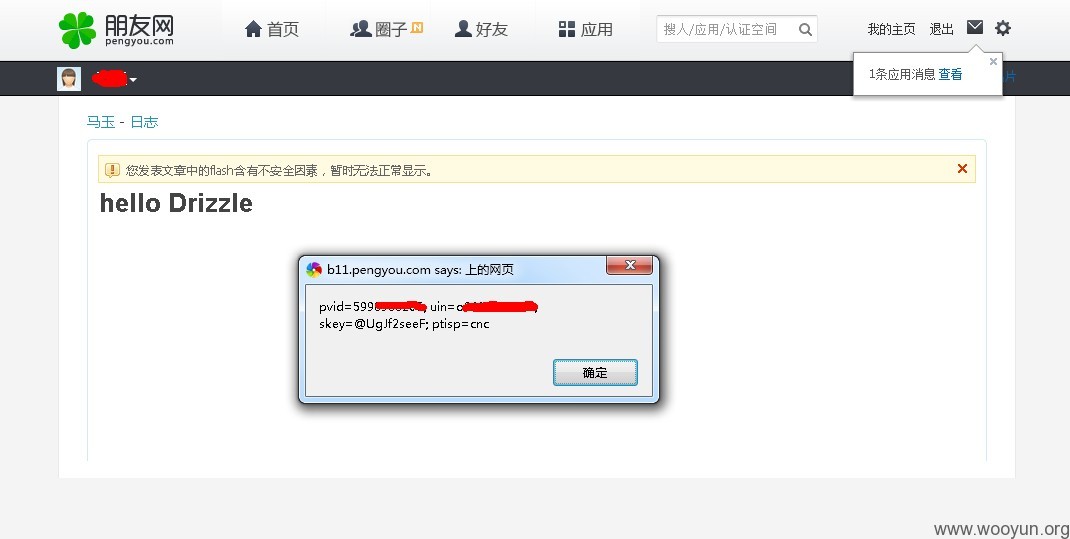 朋友网
pengyou.com
首页 圈子 N 好友 应用
搜人/应用/认证空间
我的主页 退出
1条应用消息 查看
片
马玉 - 日志
您发表文章中的flash含有不安全因素，暂时无法正常显示。
hello Drizzle
b11.pengyou.com says: 上的网页
uin=
skey=@UgJf2seeF; ptisp=cnc
确定
www.wooyun.org